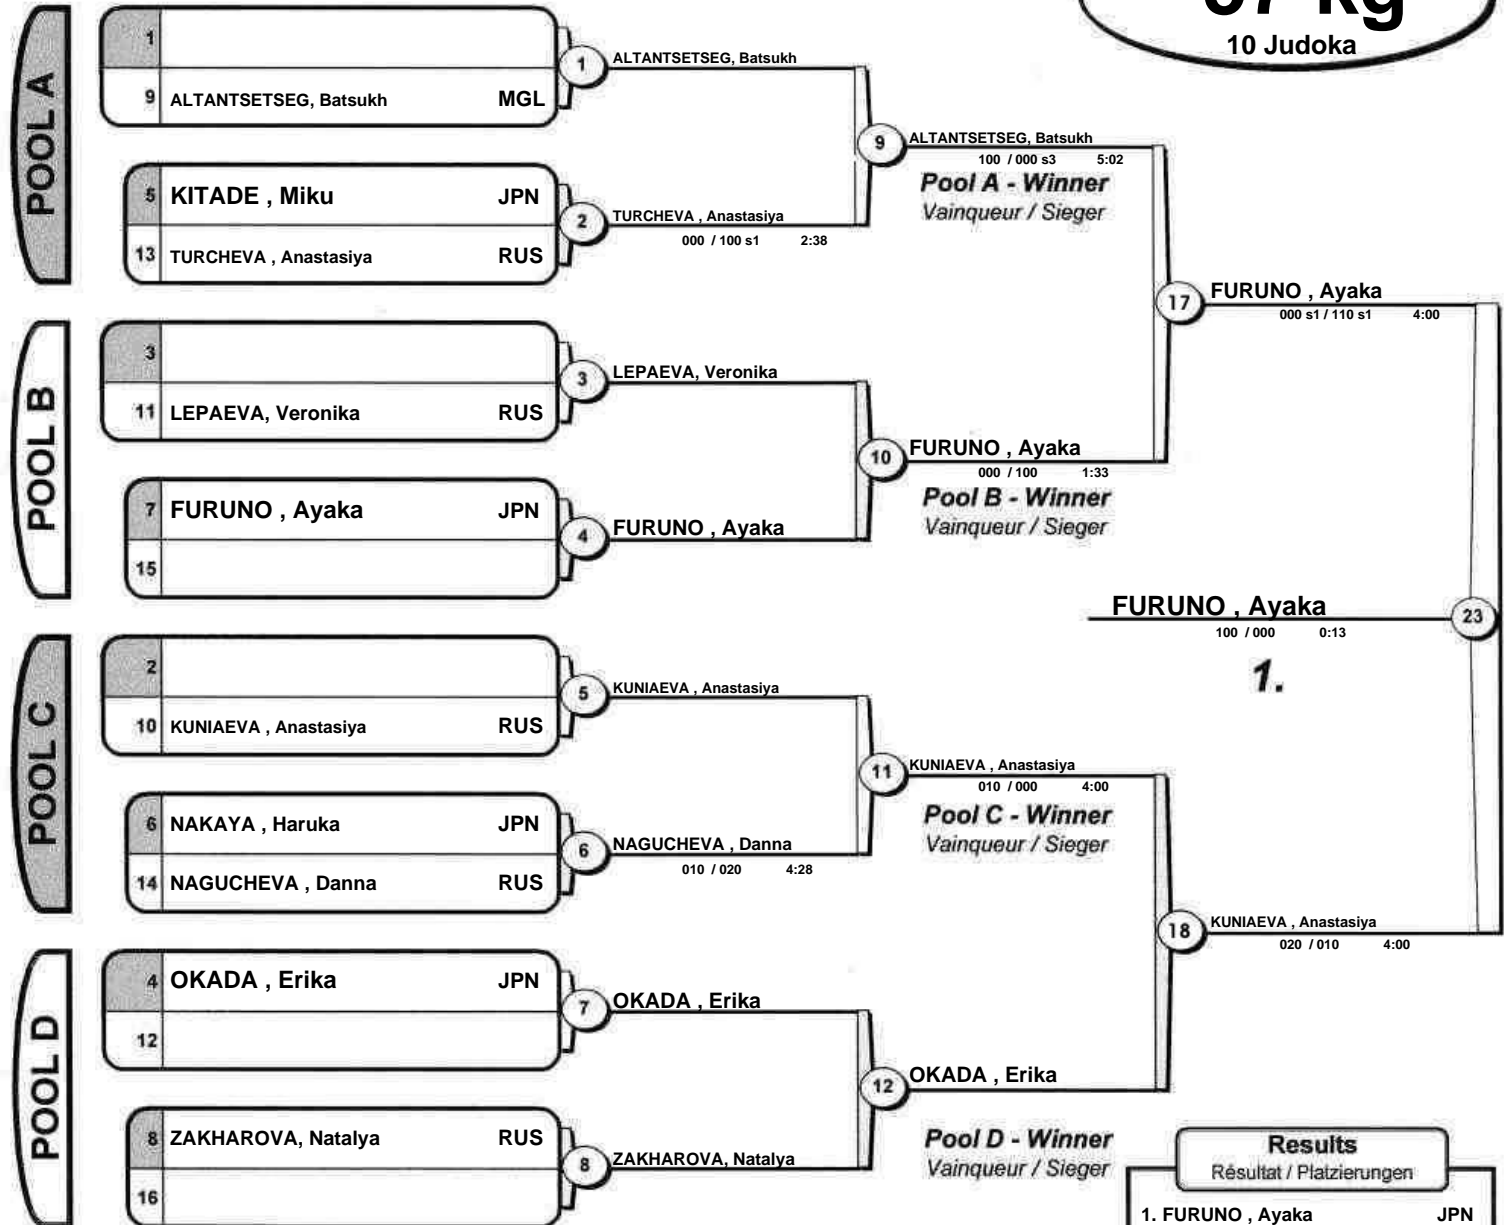 10 Judoka
POOL A
1
9 ALTANTSETSEG, Batsukh MGL
5 KITADE , Miku JPN
13 TURCHEVA , Anastasiya RUS
1 ALTANTSETSEG, Batsukh
2 TURCHEVA , Anastasiya
000 / 100 s1 2:38
9 ALTANTSETSEG, Batsukh
100 / 000 s3 5:02
Pool A - Winner
Vainqueur / Sieger
POOL B
3
11 LEPAEVA, Veronika RUS
7 FURUNO , Ayaka JPN
15
3 LEPAEVA, Veronika
4 FURUNO , Ayaka
10 FURUNO , Ayaka
000 / 100 1:33
Pool B - Winner
Vainqueur / Sieger
17 FURUNO , Ayaka
000 s1 / 110 s1 4:00
FURUNO , Ayaka 23
100 / 000 0:13
1.
POOL C
2
10 KUNIAEVA , Anastasiya RUS
6 NAKAYA , Haruka JPN
14 NAGUCHEVA , Danna RUS
5 KUNIAEVA , Anastasiya
6 NAGUCHEVA , Danna
010 / 020 4:28
11 KUNIAEVA , Anastasiya
010 / 000 4:00
Pool C - Winner
Vainqueur / Sieger
POOL D
4 OKADA , Erika JPN
12
8 ZAKHAROVA, Natalya RUS
16
7 OKADA , Erika
8 ZAKHAROVA, Natalya
12 OKADA , Erika
Pool D - Winner
Vainqueur / Sieger
18 KUNIAEVA , Anastasiya
020 / 010 4:00
Results
Résultat / Platzierungen
1. FURUNO , Ayaka JPN